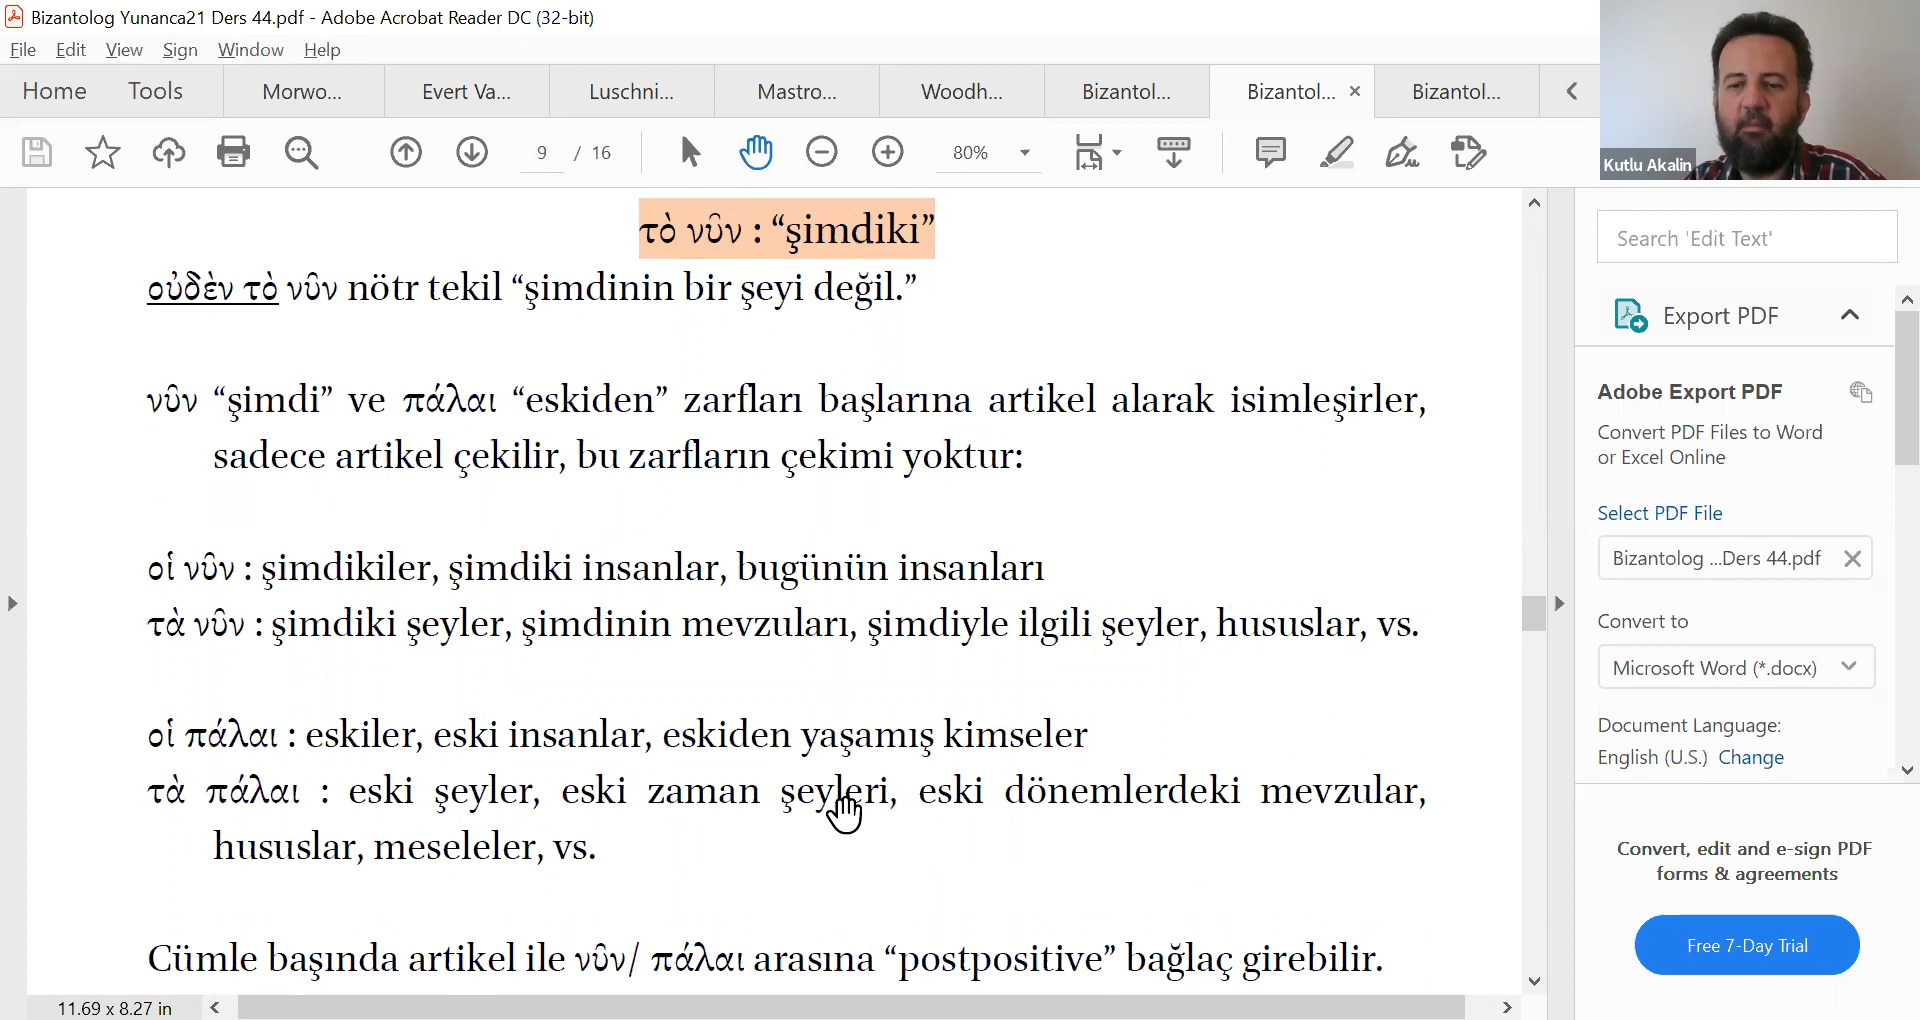 Bizantolog Yunanca21 Ders 44.pdf - Adobe Acrobat Reader DC (32-bit)
File Edit View Sign Window Help
Home Tools Morwo... Evert Va... Luschni... Mastro... Woodh... Bizantol... Bizantol... Bizantol...
9 / 16 80%
Kutlu Akalin
τὸ νῦν : “şimdiki”
οὐδὲν τὸ νῦν nötr tekil “şimdinin bir şeyi değil.”
νῦν “şimdi” ve πάλαι “eskiden” zarfları başlarına artikel alarak isimleşirler,
sadece artikel çekilir, bu zarfların çekimi yoktur:
οἱ νῦν : şimdikiler, şimdiki insanlar, bugünün insanları
τὰ νῦν : şimdiki şeyler, şimdinin mevzuları, şimdiyle ilgili şeyler, hususlar, vs.
οἱ πάλαι : eskiler, eski insanlar, eskiden yaşamış kimseler
τὰ πάλαι : eski şeyler, eski zaman şeyleri, eski dönemlerdeki mevzular,
hususlar, meseleler, vs.
Cümle başında artikel ile νῦν/ πάλαι arasına “postpositive” bağlaç girebilir.
11.69 x 8.27 in
Search 'Edit Text'
Export PDF
Adobe Export PDF
Convert PDF Files to Word
or Excel Online
Select PDF File
Bizantolog ...Ders 44.pdf
Convert to
Microsoft Word (*.docx)
Document Language:
English (U.S.) Change
Convert, edit and e-sign PDF
forms & agreements
Free 7-Day Trial